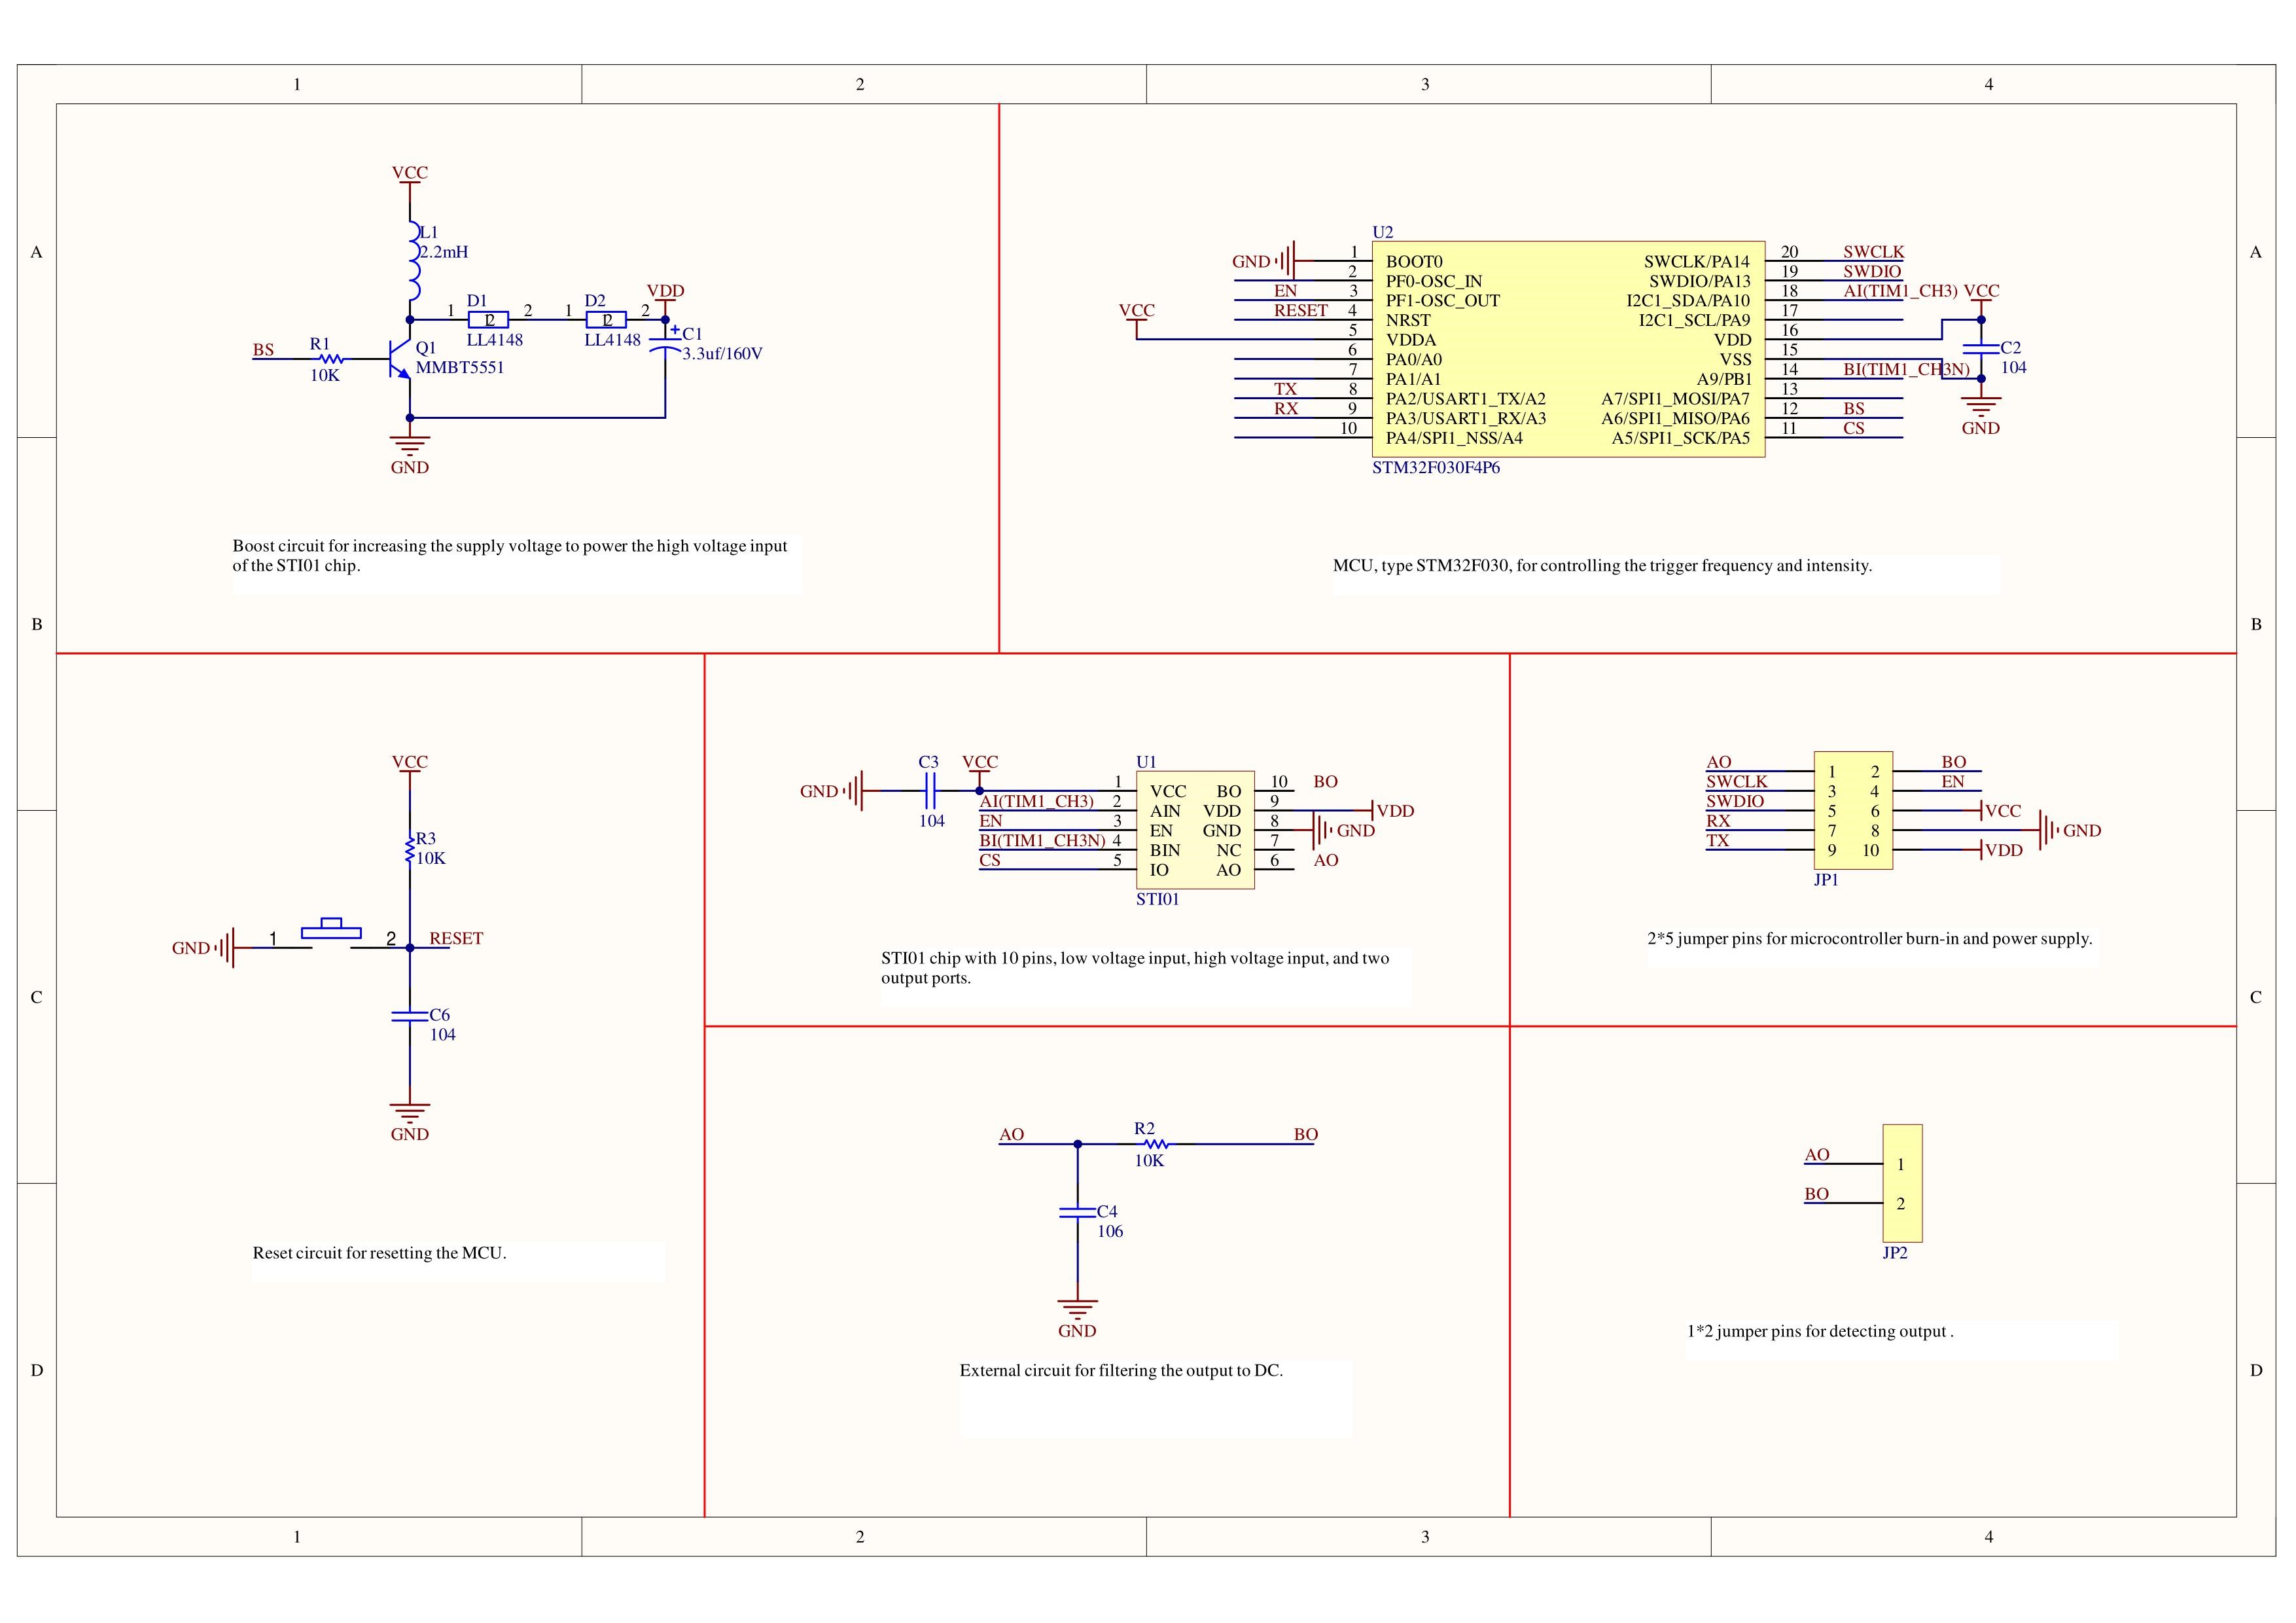 1
2
3
4
A
A
VCC
L1
2.2mH
VDD
1
D1
12
2
LL4148
1
D2
12
2
LL4148
C1
3.3uf/160V
BS
R1
10K
Q1
MMBT5551
GND
Boost circuit for increasing the supply voltage to power the high voltage input
of the STI01 chip.
U2
GND
1
BOOT0
2
PF0-OSC_IN
EN
3
PF1-OSC_OUT
RESET
4
NRST
VCC
5
VDDA
6
PA0/A0
7
PA1/A1
TX
8
PA2/USART1_TX/A2
RX
9
PA3/USART1_RX/A3
10
PA4/SPI1_NSS/A4
SWCLK/PA14
20
SWCLK
SWDIO/PA13
19
SWDIO
I2C1_SDA/PA10
18
AI(TIM1_CH3)
VCC
I2C1_SCL/PA9
17
VDD
16
VSS
15
C2
104
A9/PB1
14
BI(TIM1_CH3N)
A7/SPI1_MOSI/PA7
13
A6/SPI1_MISO/PA6
12
BS
A5/SPI1_SCK/PA5
11
CS
GND
STM32F030F4P6
MCU, type STM32F030, for controlling the trigger frequency and intensity.
B
B
VCC
R3
10K
GND
1
2
RESET
C6
104
GND
Reset circuit for resetting the MCU.
C3
VCC
GND
104
U1
1
VCC
AI(TIM1_CH3)
2
AIN
EN
3
EN
BI(TIM1_CH3N)
4
BIN
CS
5
IO
BO
10
BO
VDD
9
VDD
GND
8
GND
NC
7
AO
6
AO
STI01
STI01 chip with 10 pins, low voltage input, high voltage input, and two
output ports.
AO
1
2
BO
SWCLK
3
4
EN
SWDIO
5
6
VCC
RX
7
8
GND
TX
9
10
VDD
JP1
2*5 jumper pins for microcontroller burn-in and power supply.
C
C
AO
R2
10K
BO
C4
106
GND
External circuit for filtering the output to DC.
AO
1
BO
2
JP2
1*2 jumper pins for detecting output .
D
D
1
2
3
4